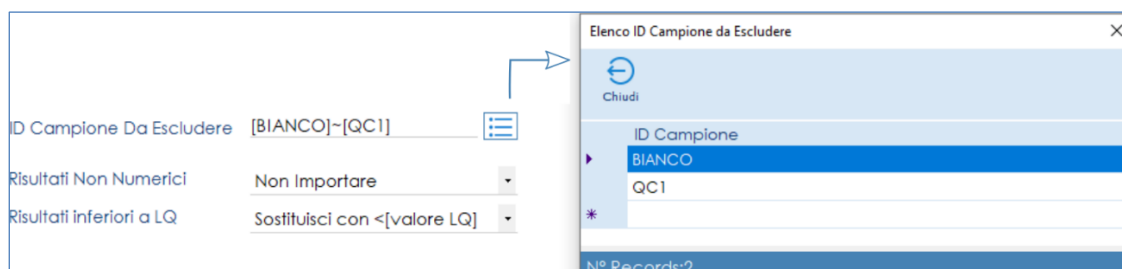 ID Campione Da Escludere [BIANCO]~[QC1]
Risultati Non Numerici Non Importare
Risultati inferiori a LQ Sostituisci con <[valore LQ]
Elenco ID Campione da Escludere
Chiudi
ID Campione
BIANCO
QC1
N° Records:2